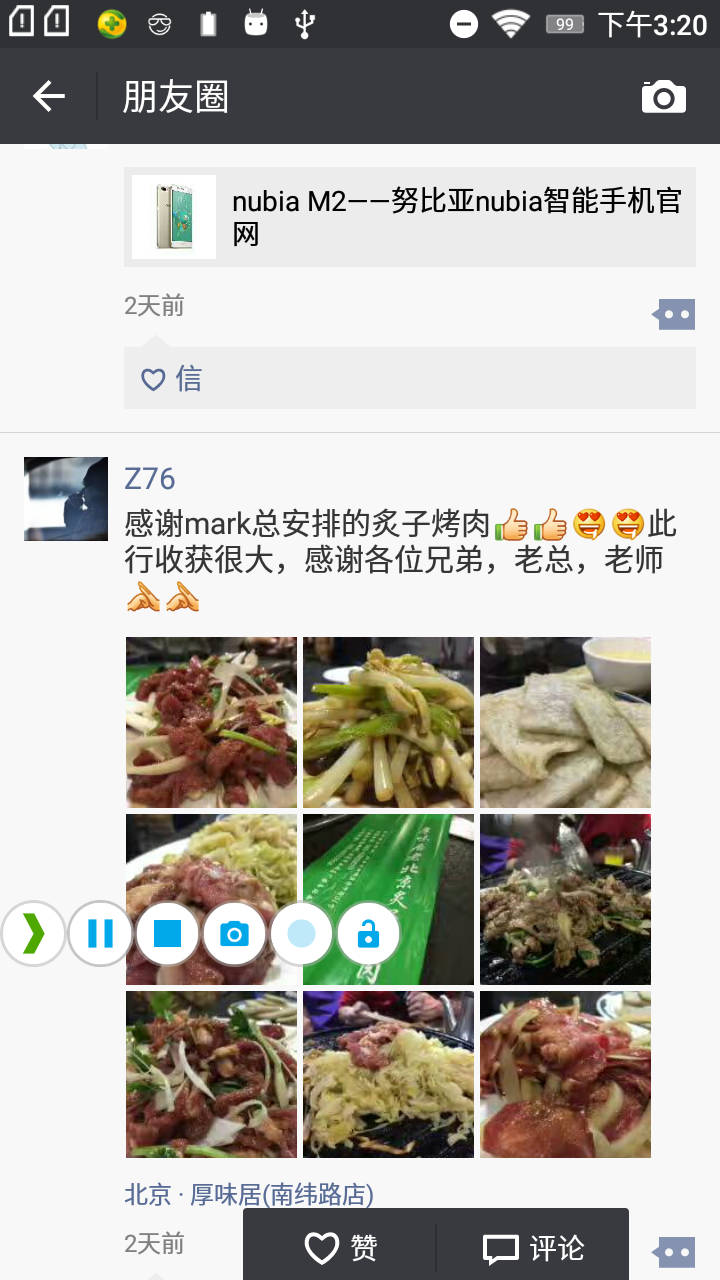 99 下午3:20
朋友圈
nubia M2——努比亚nubia智能手机官
网
2天前
信
Z76
感谢mark总安排的炙子烤肉👍👍😍😍此
行收获很大，感谢各位兄弟，老总，老师
北京 · 厚味居(南纬路店)
2天前
赞
评论